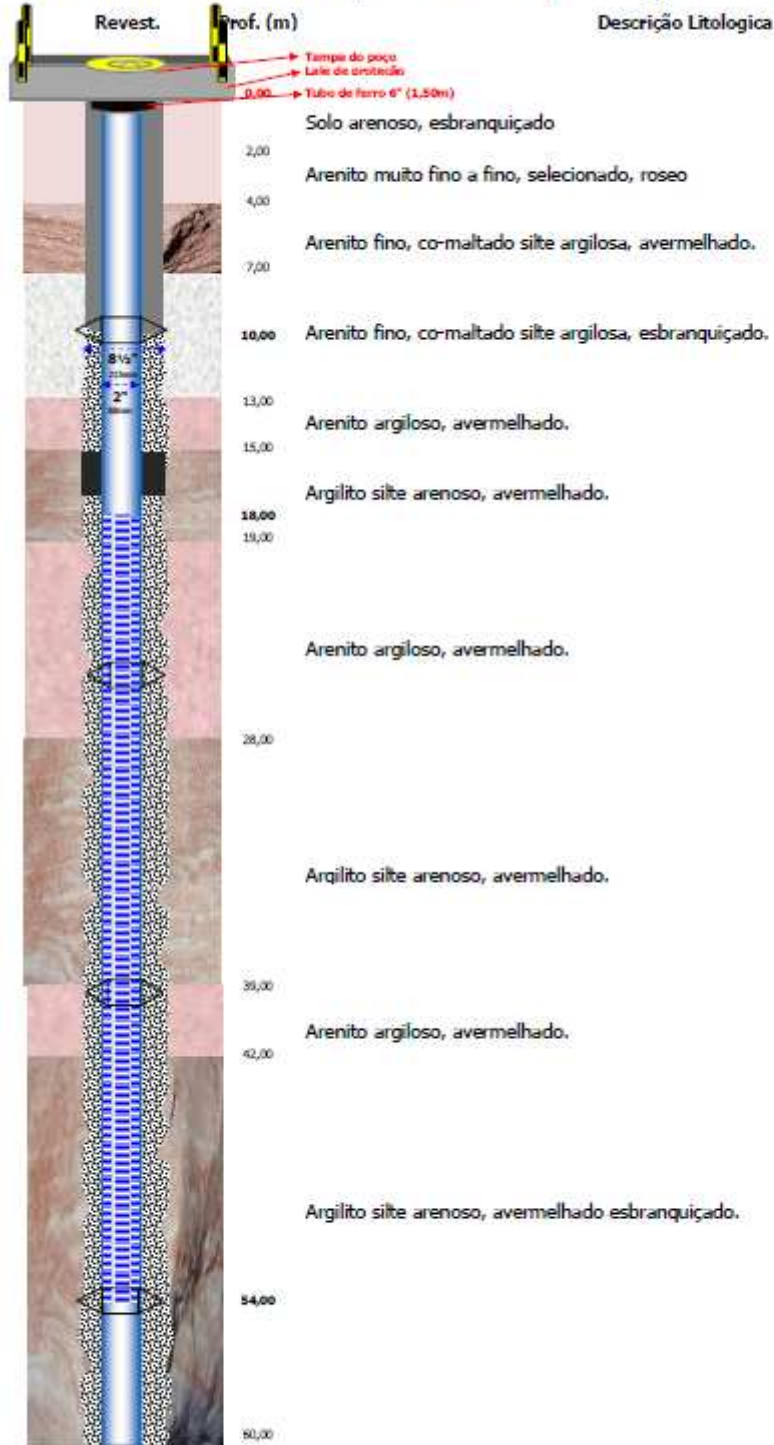 Revest. Prof. (m) Descrição Litologica
Tampa do poço
Laje de proteção
0,00 Tubo de ferro 6" (1,50m)
Solo arenoso, esbranquiçado
2,00
Arenito muito fino a fino, selecionado, roseo
4,00
Arenito fino, co-maltado silte argilosa, avermelhado.
7,00
10,00 Arenito fino, co-maltado silte argilosa, esbranquiçado.
8½"
2"
13,00
Arenito argiloso, avermelhado.
15,00
Argilito silte arenoso, avermelhado.
18,00
19,00
Arenito argiloso, avermelhado.
28,00
Argilito silte arenoso, avermelhado.
39,00
Arenito argiloso, avermelhado.
42,00
Argilito silte arenoso, avermelhado esbranquiçado.
54,00
60,00